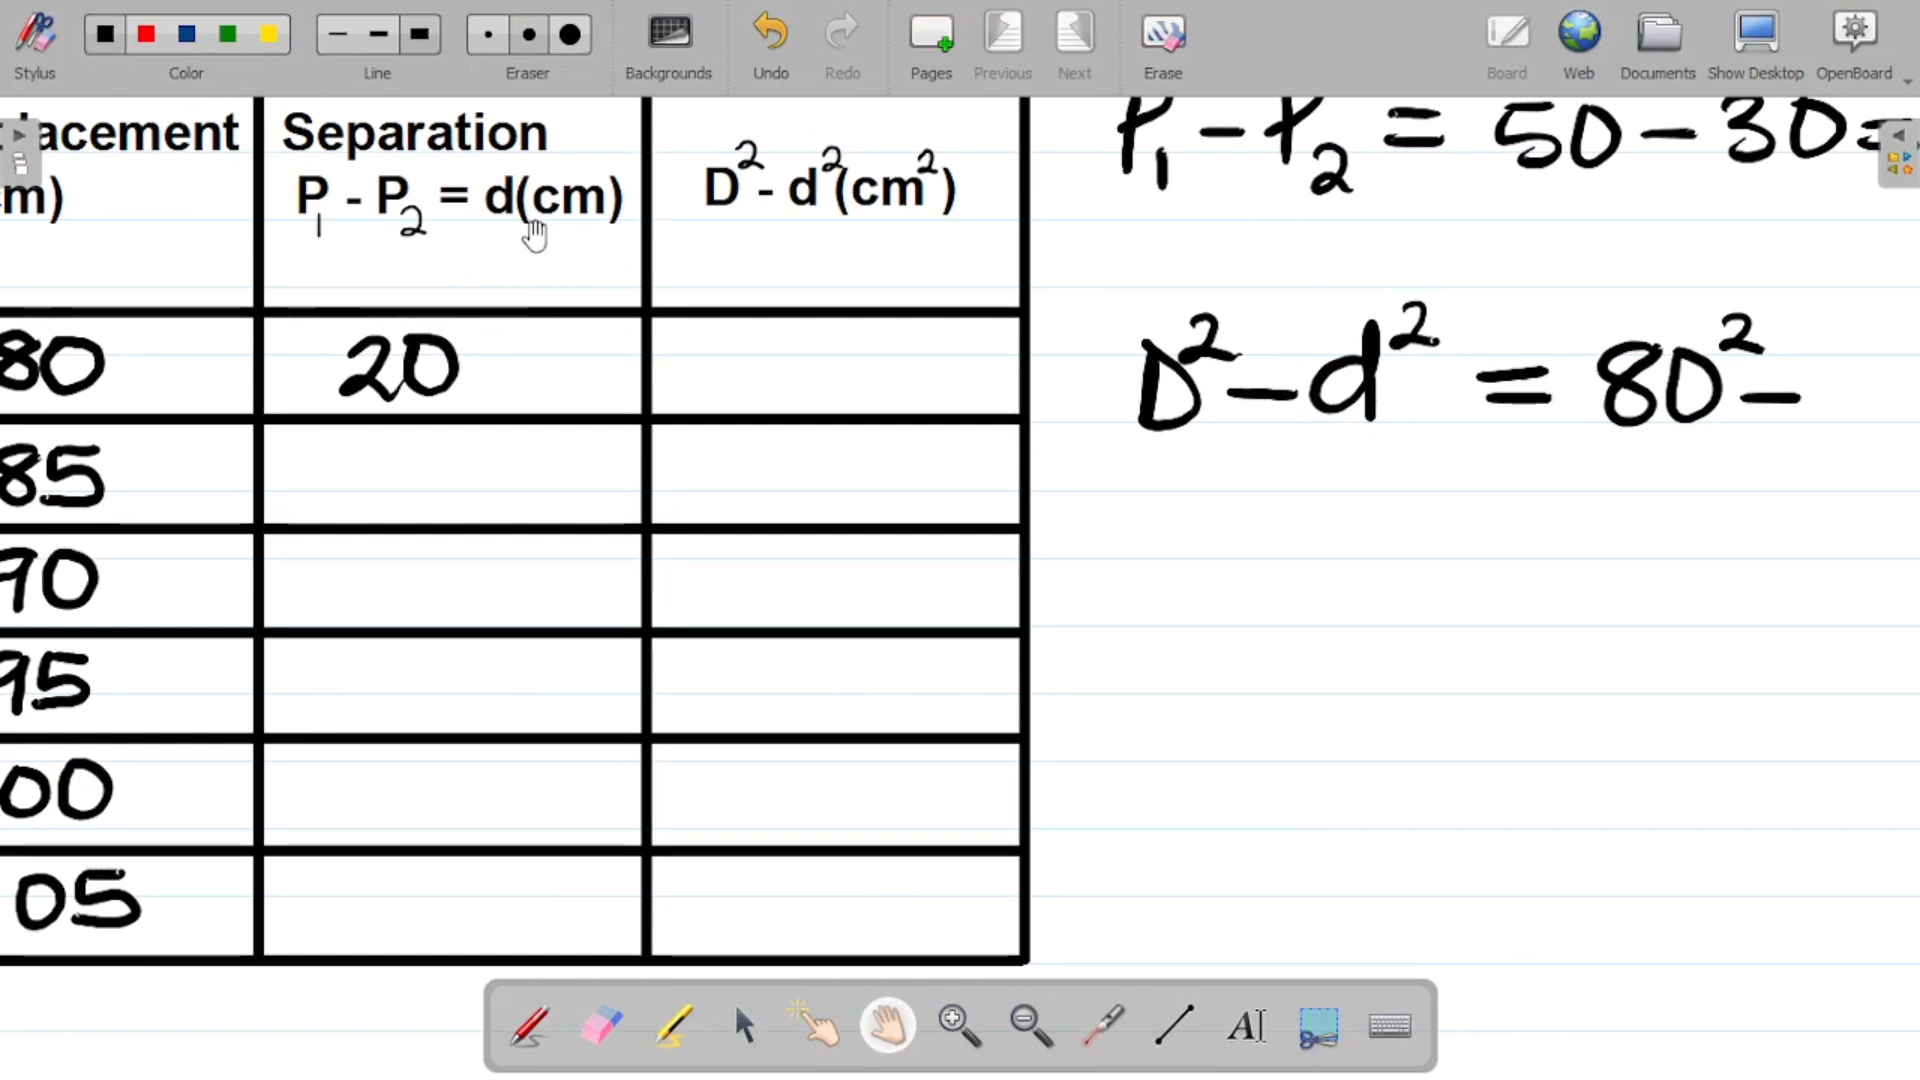 Stylus Color Line Eraser Backgrounds Undo Redo Pages Previous Next Erase Board Web Documents Show Desktop OpenBoard
lacement Separation
m) P₁ - P₂ = d(cm) D² - d²(cm²)
P₁ - P₂ = 50 - 30 =
80 20
D² - d² = 80² -
85
90
95
00
05